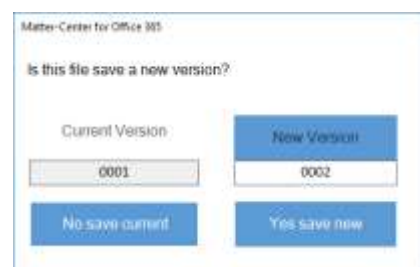 Matter-Center for Office 365
Is this file save a new version?
Current Version
New Version
0001
0002
No save current
Yes save new